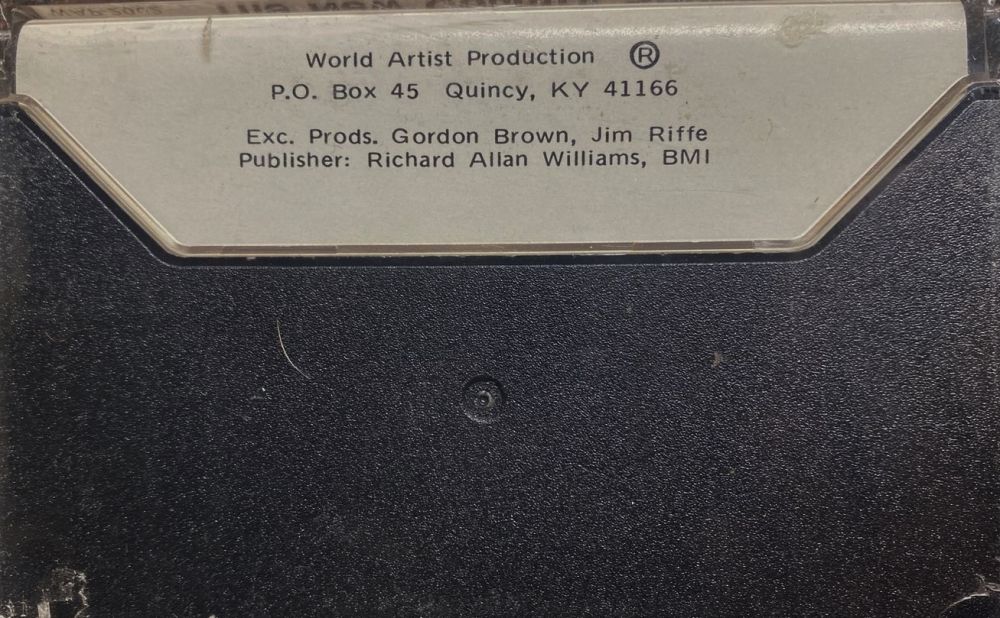 World Artist Production ®
P.O. Box 45 Quincy, KY 41166
Exc. Prods. Gordon Brown, Jim Riffe
Publisher: Richard Allan Williams, BMI